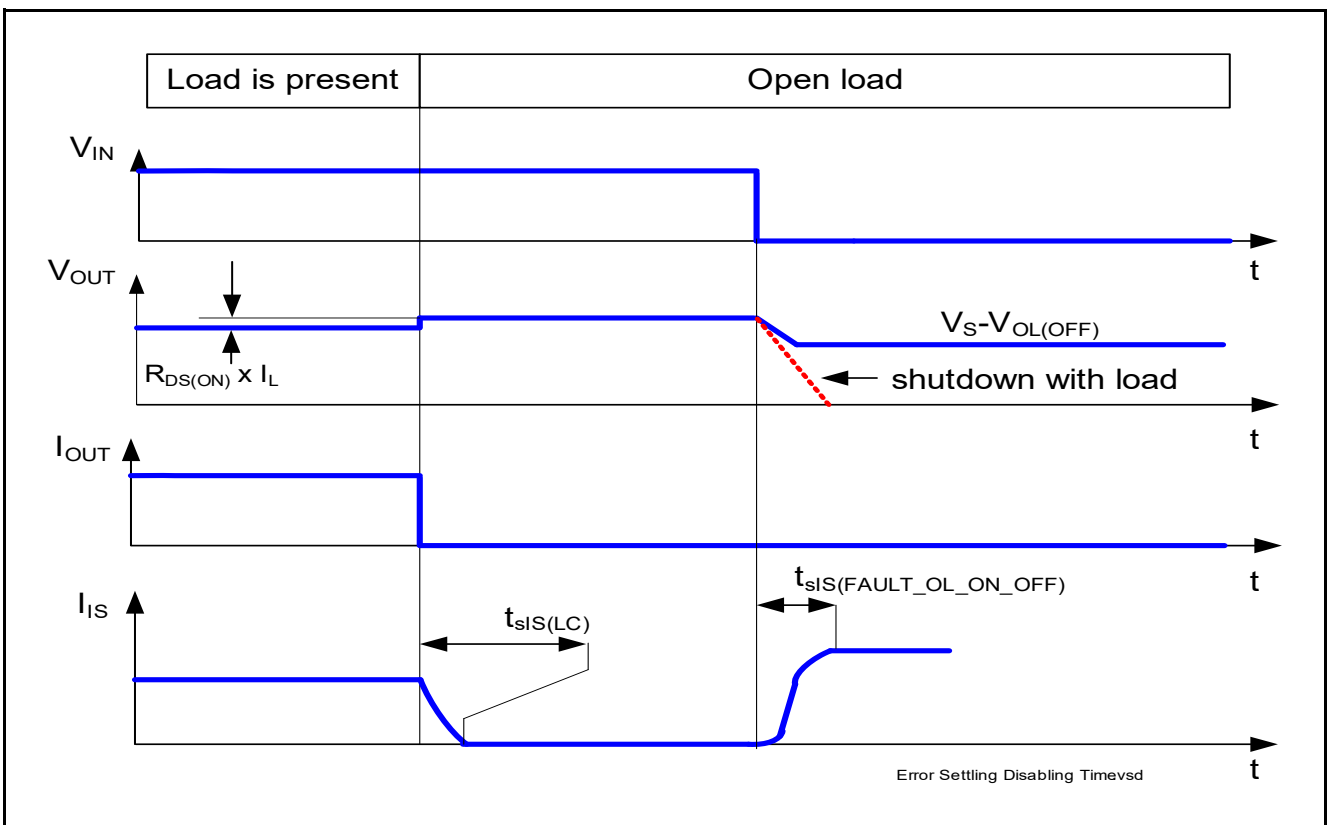 Load is present
Open load
VIN
t
VOUT
VS-VOL(OFF)
RDS(ON) x IL
shutdown with load
t
IOUT
t
IIS
tsIS(LC)
tsIS(FAULT_OL_ON_OFF)
t
Error Settling Disabling Timevsd